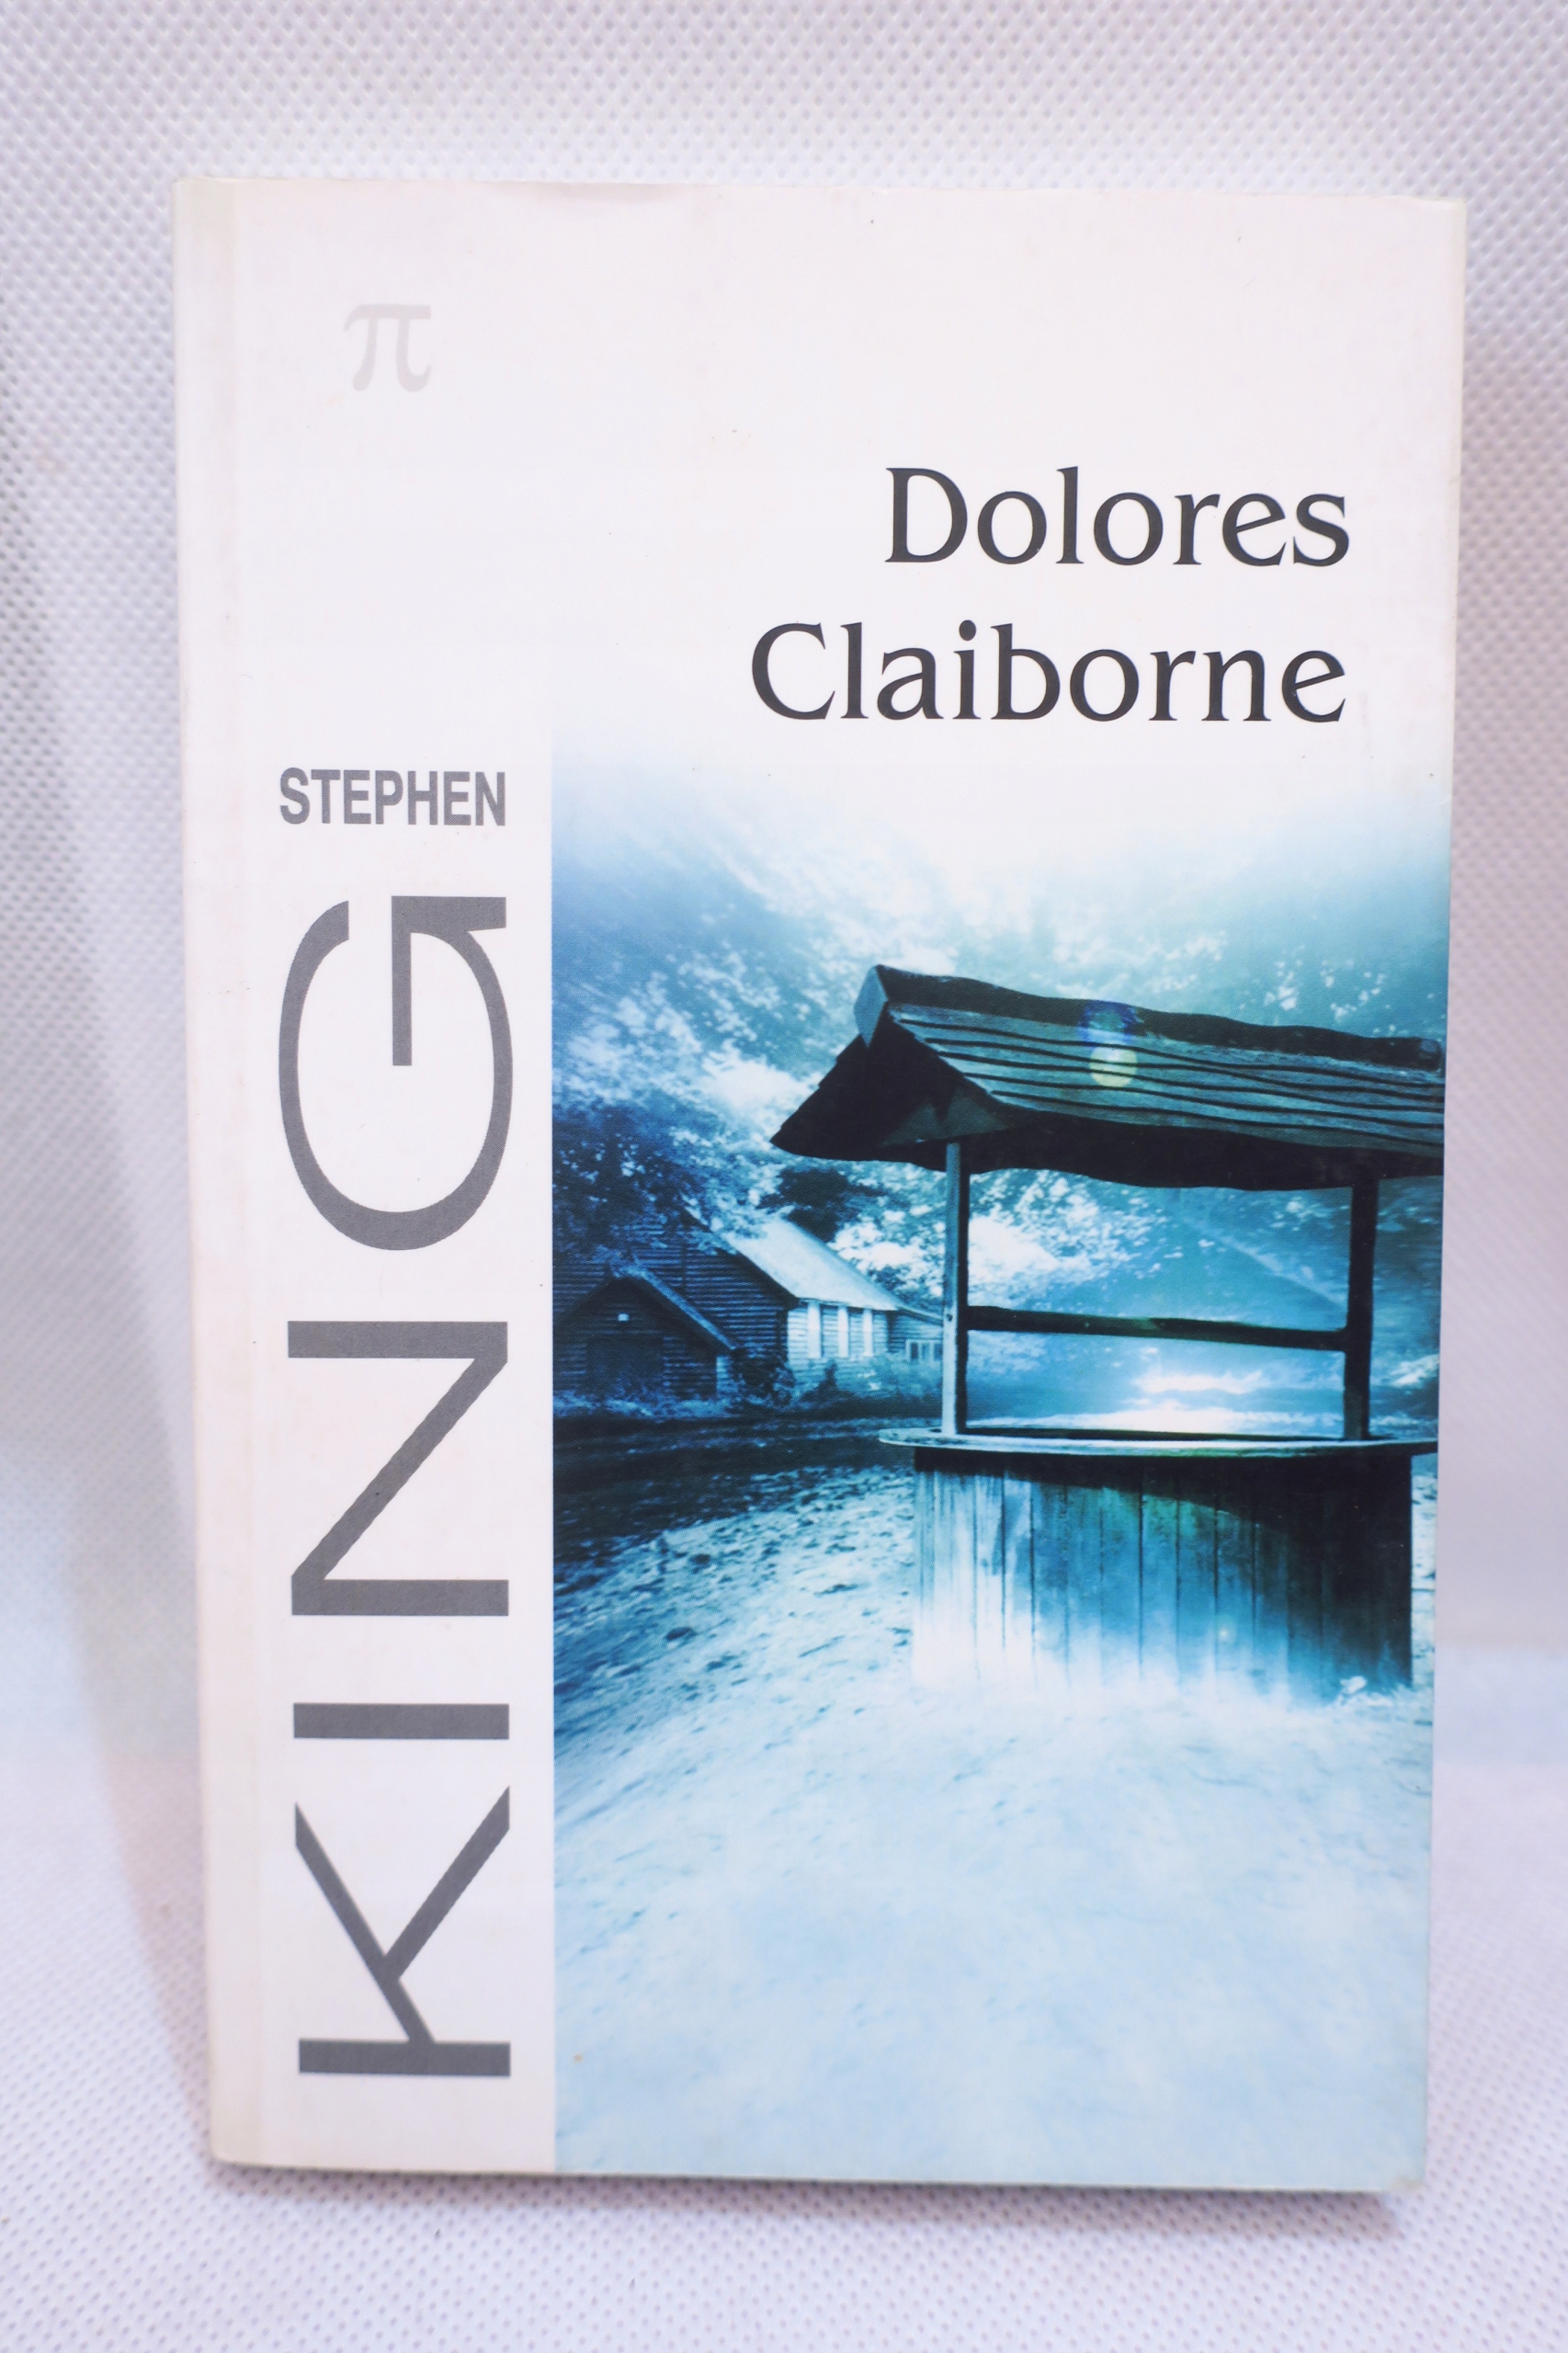 π
Dolores
Claiborne
STEPHEN
KING